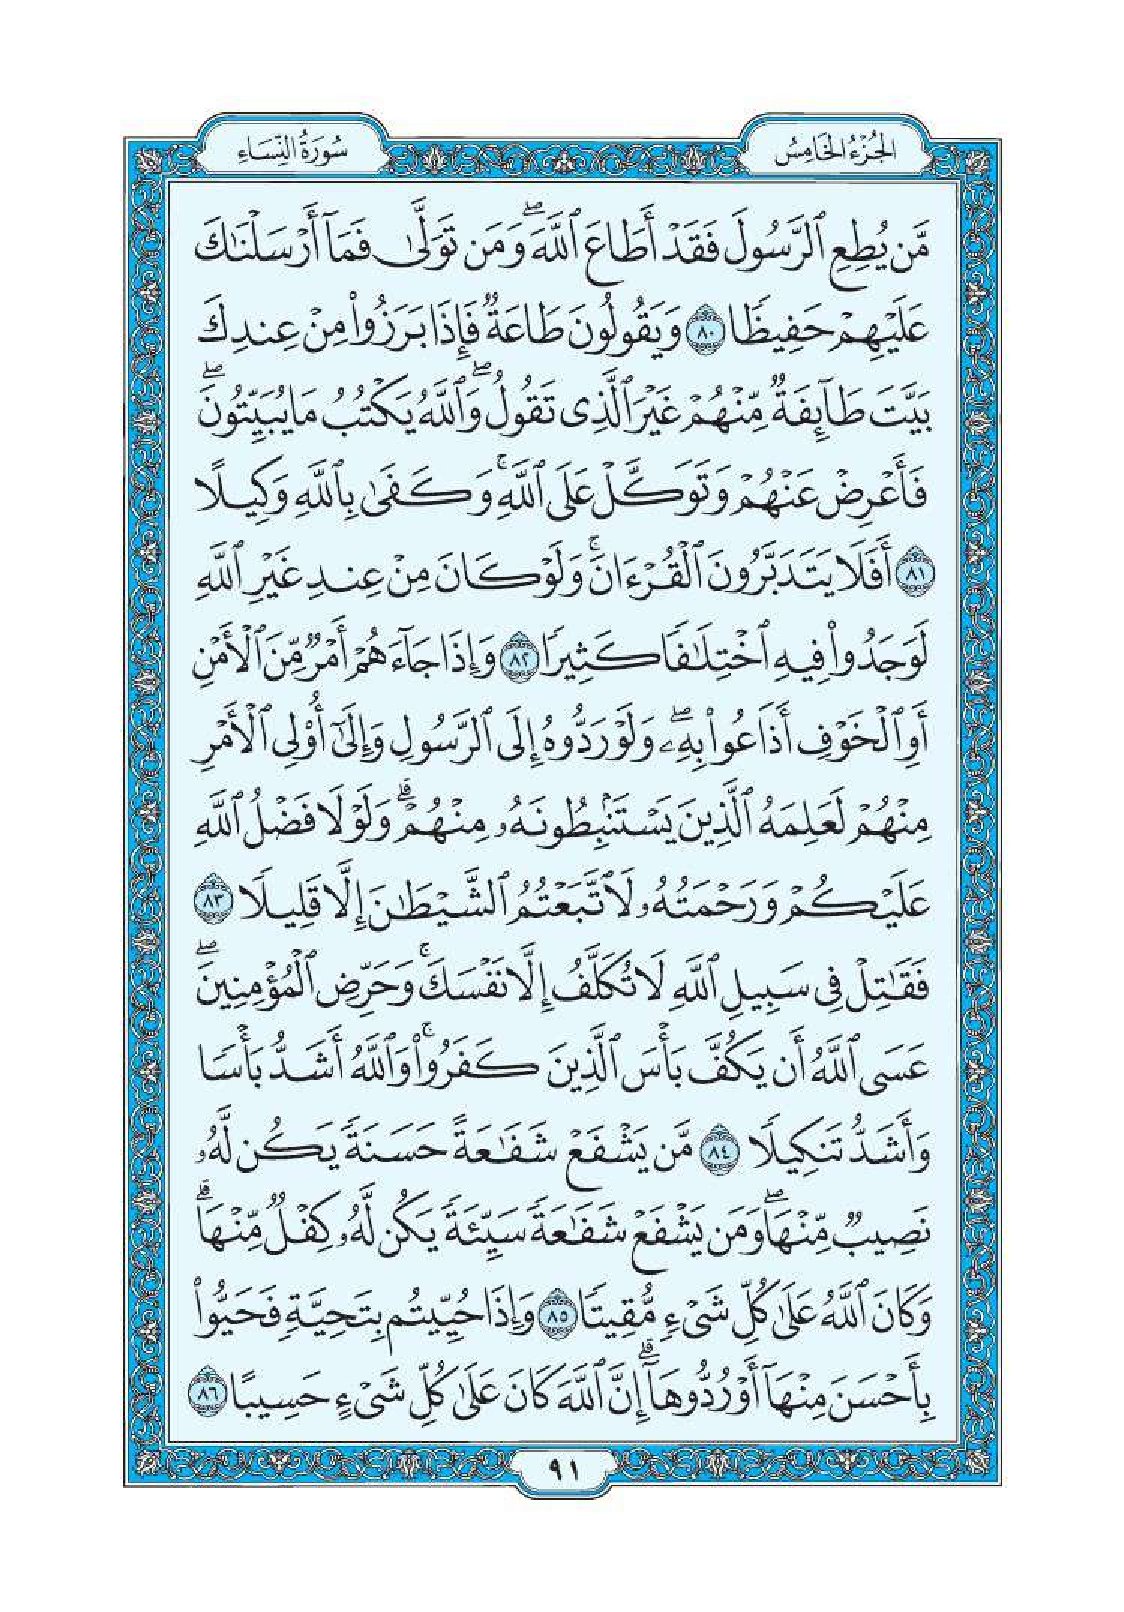 الجُزْءُ الخَامِسُ
سُورَةُ النِّسَاءِ
مَّن يُطِعِ ٱلرَّسُولَ فَقَدْ أَطَاعَ ٱللَّهَۖ وَمَن تَوَلَّىٰ فَمَآ أَرْسَلْنَٰكَ
عَلَيْهِمْ حَفِيظًا ٨٠ وَيَقُولُونَ طَاعَةٌ فَإِذَا بَرَزُوا۟ مِنْ عِندِكَ
بَيَّتَ طَآئِفَةٌ مِّنْهُمْ غَيْرَ ٱلَّذِى تَقُولُۖ وَٱللَّهُ يَكْتُبُ مَا يُبَيِّتُونَۖ
فَأَعْرِضْ عَنْهُمْ وَتَوَكَّلْ عَلَى ٱللَّهِۚ وَكَفَىٰ بِٱللَّهِ وَكِيلًا
٨١ أَفَلَا يَتَدَبَّرُونَ ٱلْقُرْءَانَۚ وَلَوْ كَانَ مِنْ عِندِ غَيْرِ ٱللَّهِ
لَوَجَدُوا۟ فِيهِ ٱخْتِلَٰفًا كَثِيرًا ٨٢ وَإِذَا جَآءَهُمْ أَمْرٌ مِّنَ ٱلْأَمْنِ
أَوِ ٱلْخَوْفِ أَذَاعُوا۟ بِهِۦۖ وَلَوْ رَدُّوهُ إِلَى ٱلرَّسُولِ وَإِلَىٰٓ أُو۟لِى ٱلْأَمْرِ
مِنْهُمْ لَعَلِمَهُ ٱلَّذِينَ يَسْتَنۢبِطُونَهُۥ مِنْهُمْۗ وَلَوْلَا فَضْلُ ٱللَّهِ
عَلَيْكُمْ وَرَحْمَتُهُۥ لَٱتَّبَعْتُمُ ٱلشَّيْطَٰنَ إِلَّا قَلِيلًا ٨٣
فَقَٰتِلْ فِى سَبِيلِ ٱللَّهِ لَا تُكَلَّفُ إِلَّا نَفْسَكَۚ وَحَرِّضِ ٱلْمُؤْمِنِينَۖ
عَسَى ٱللَّهُ أَن يَكُفَّ بَأْسَ ٱلَّذِينَ كَفَرُوا۟ۚ وَٱللَّهُ أَشَدُّ بَأْسًا
وَأَشَدُّ تَنكِيلًا ٨٤ مَّن يَشْفَعْ شَفَٰعَةً حَسَنَةً يَكُن لَّهُۥ
نَصِيبٌ مِّنْهَاۖ وَمَن يَشْفَعْ شَفَٰعَةً سَيِّئَةً يَكُن لَّهُۥ كِفْلٌ مِّنْهَاۗ
وَكَانَ ٱللَّهُ عَلَىٰ كُلِّ شَىْءٍ مُّقِيتًا ٨٥ وَإِذَا حُيِّيتُم بِتَحِيَّةٍ فَحَيُّوا۟
بِأَحْسَنَ مِنْهَآ أَوْ رُدُّوهَآۗ إِنَّ ٱللَّهَ كَانَ عَلَىٰ كُلِّ شَىْءٍ حَسِيبًا ٨٦
٩١